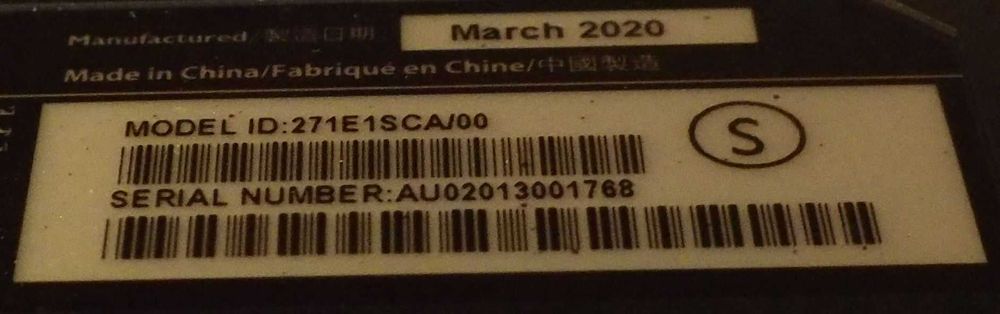 Manufactured/製造日期 March 2020
Made in China/Fabriqué en Chine/中國製造
MODEL ID:271E1SCA/00
S
SERIAL NUMBER:AU02013001768